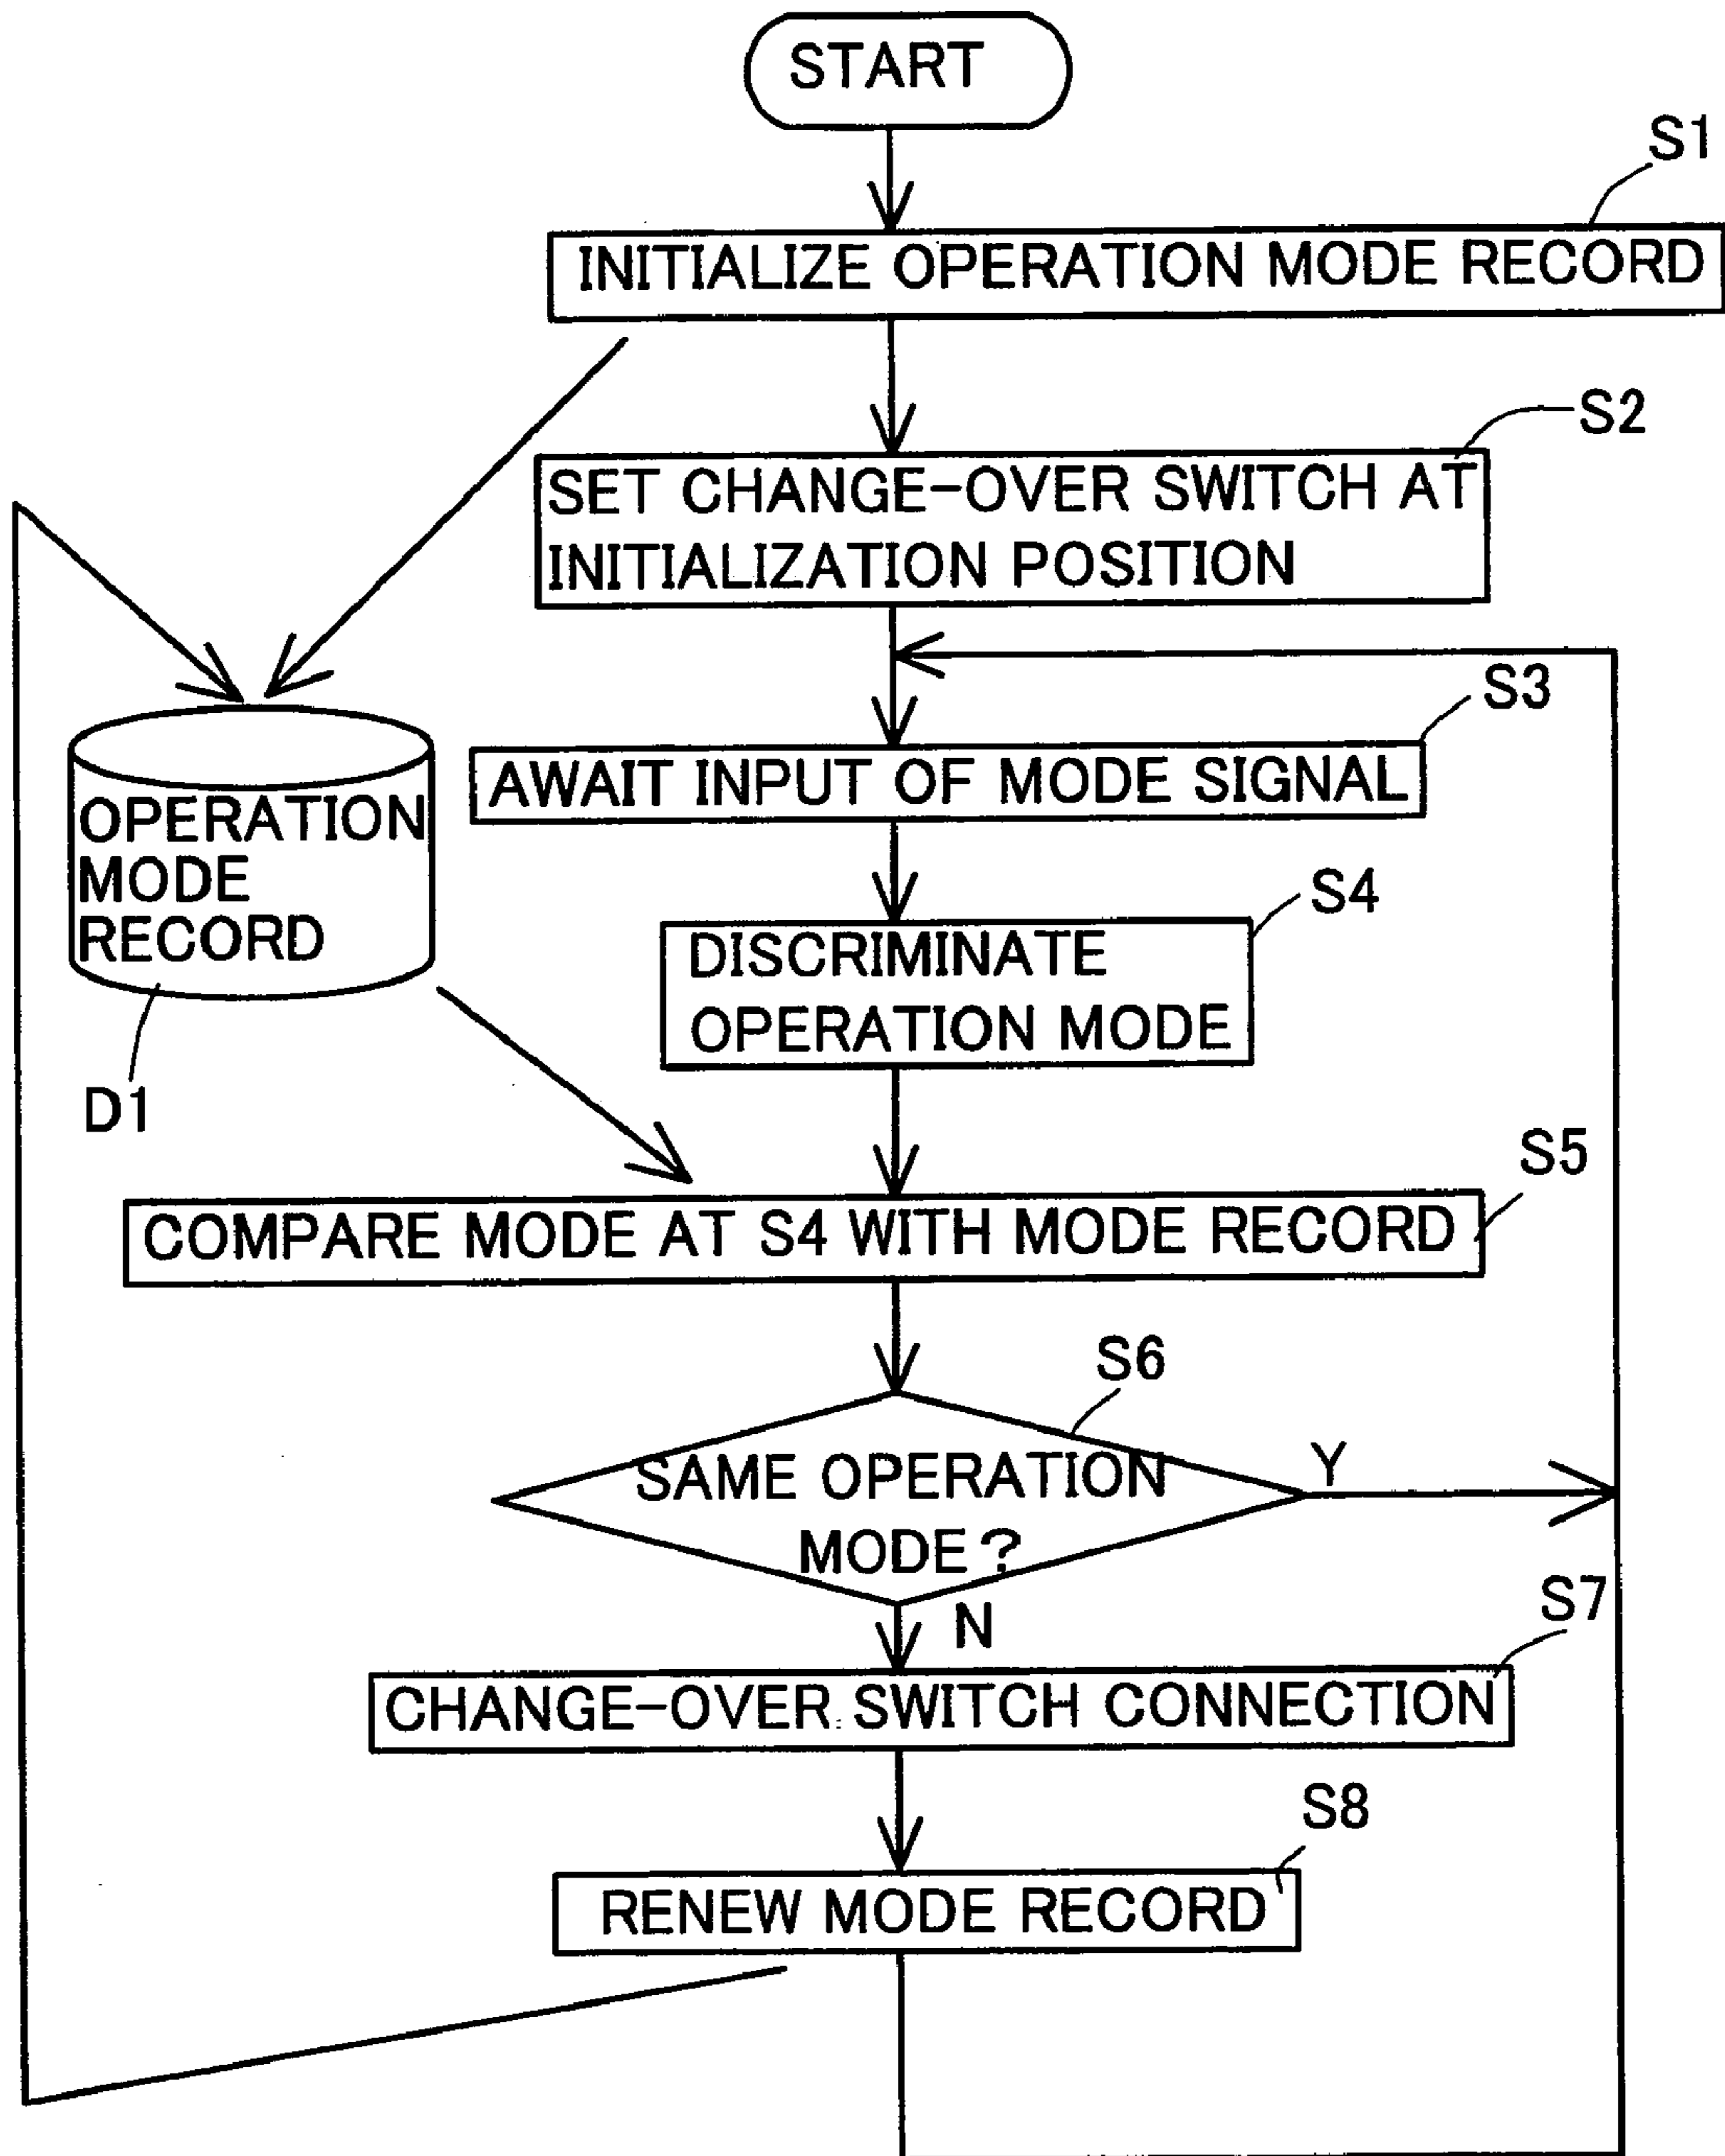 START
S1
INITIALIZE OPERATION MODE RECORD
S2
SET CHANGE-OVER SWITCH AT
INITIALIZATION POSITION
S3
AWAIT INPUT OF MODE SIGNAL
OPERATION
MODE
RECORD
D1
S4
DISCRIMINATE
OPERATION MODE
S5
COMPARE MODE AT S4 WITH MODE RECORD
S6
SAME OPERATION
MODE?
Y
N
S7
CHANGE-OVER SWITCH CONNECTION
S8
RENEW MODE RECORD